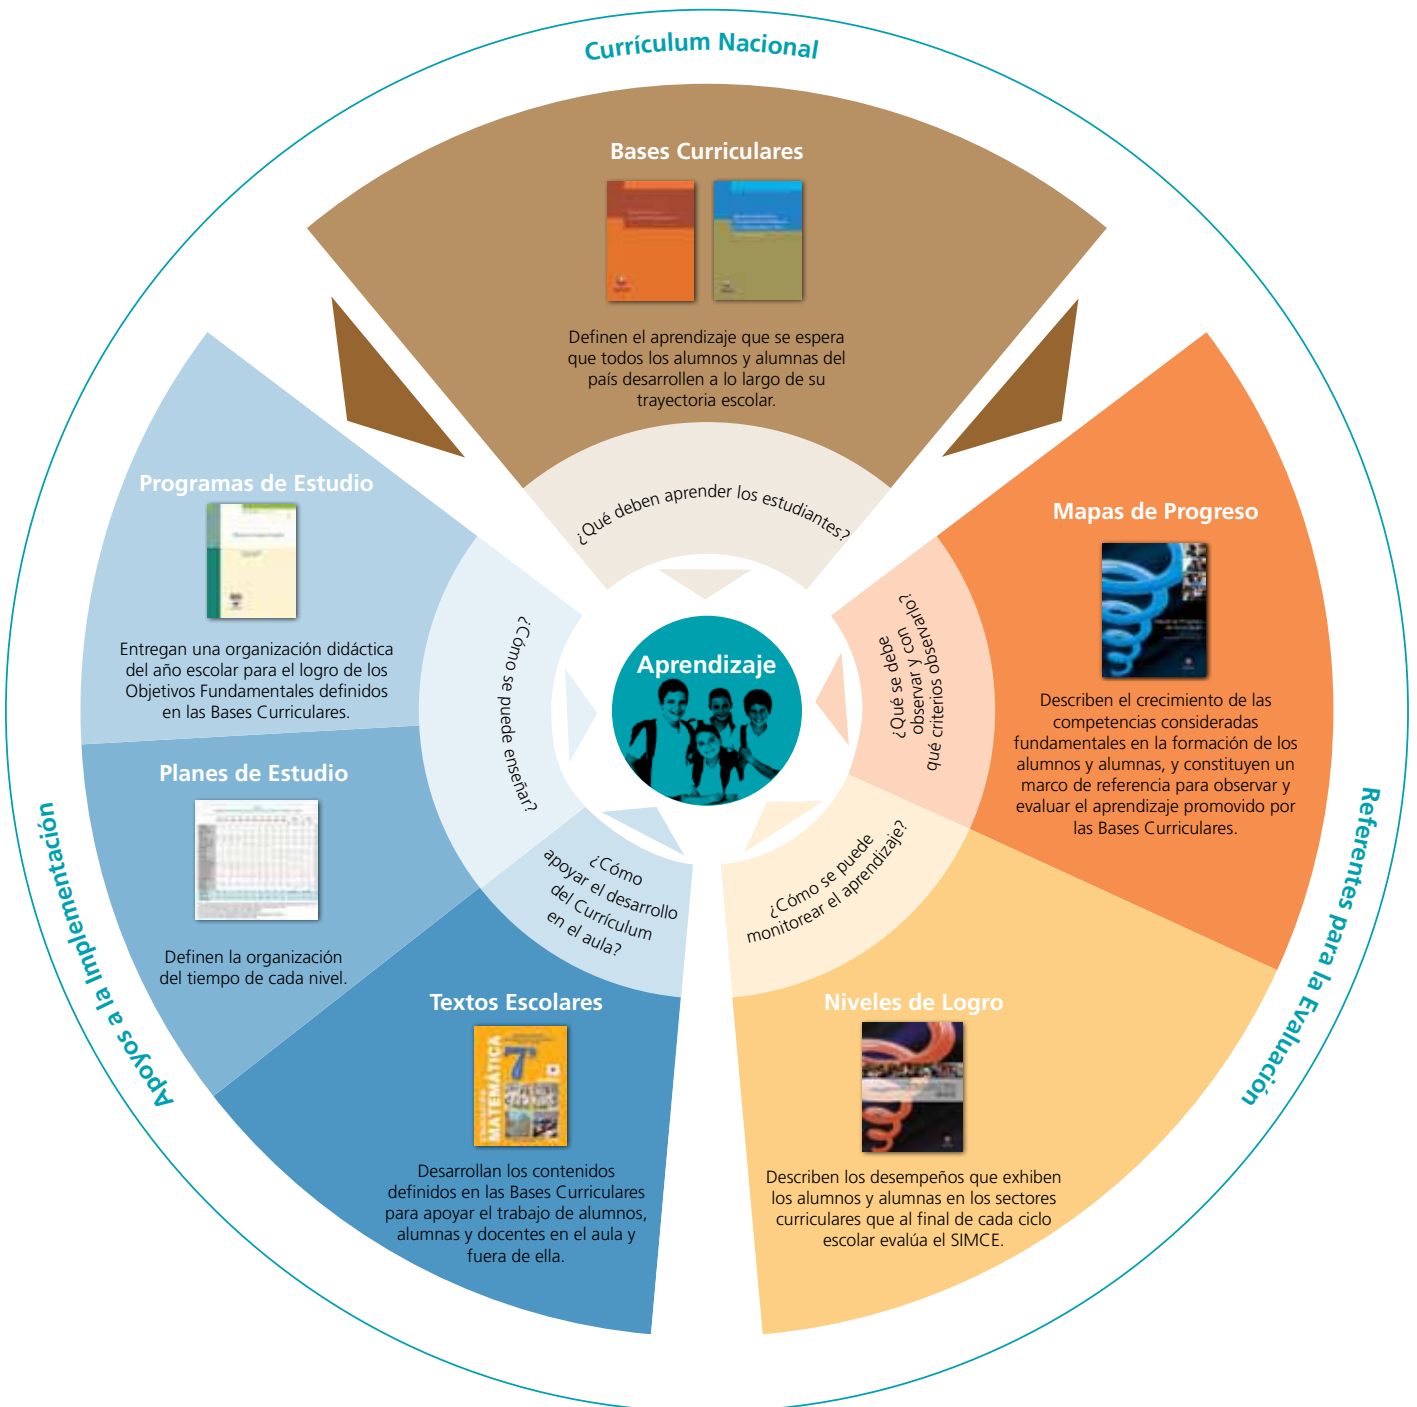 Currículum Nacional
Bases Curriculares
Definen el aprendizaje que se espera
que todos los alumnos y alumnas del
país desarrollen a lo largo de su
trayectoria escolar.
¿Qué deben aprender los estudiantes?
Programas de Estudio
Entregan una organización didáctica
del año escolar para el logro de los
Objetivos Fundamentales definidos
en las Bases Curriculares.
¿Cómo se puede enseñar?
Planes de Estudio
Definen la organización
del tiempo de cada nivel.
Apoyos a la Implementación
¿Cómo
apoyar el desarrollo
del Currículum
en el aula?
Textos Escolares
MATEMÁTICA
7º
Desarrollan los contenidos
definidos en las Bases Curriculares
para apoyar el trabajo de alumnos,
alumnas y docentes en el aula y
fuera de ella.
Aprendizaje
Mapas de Progreso
Describen el crecimiento de las
competencias consideradas
fundamentales en la formación de los
alumnos y alumnas, y constituyen un
marco de referencia para observar y
evaluar el aprendizaje promovido por
las Bases Curriculares.
¿Qué se debe
observar y con
qué criterios observarlo?
¿Cómo se puede
monitorear el aprendizaje?
Niveles de Logro
Describen los desempeños que exhiben
los alumnos y alumnas en los sectores
curriculares que al final de cada ciclo
escolar evalúa el SIMCE.
Referentes para la Evaluación